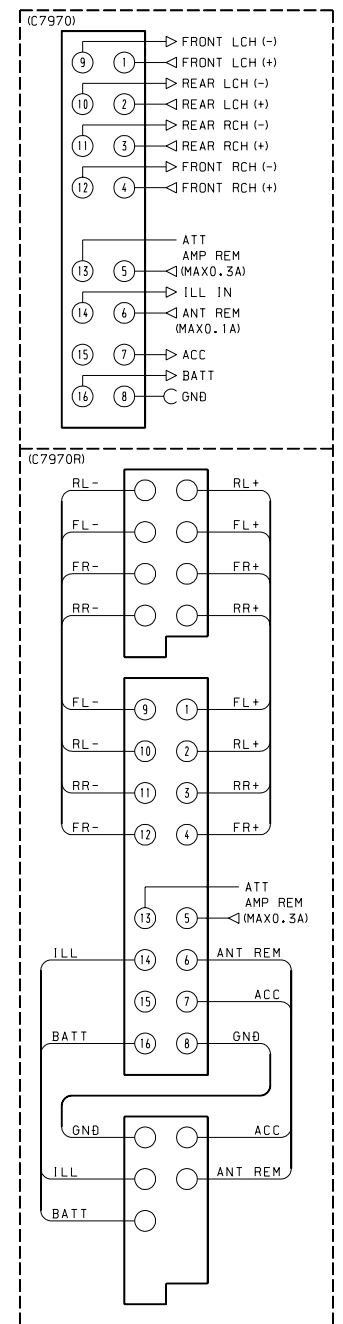 (C7970)
FRONT LCH (-)
9 1 FRONT LCH (+)
REAR LCH (-)
10 2 REAR LCH (+)
REAR RCH (-)
11 3 REAR RCH (+)
FRONT RCH (-)
12 4 FRONT RCH (+)
ATT
AMP REM
13 5 (MAX0.3A)
ILL IN
14 6 ANT REM
(MAX0.1A)
15 7 ACC
BATT
16 8 GND
(C7970R)
RL- RL+
FL- FL+
FR- FR+
RR- RR+
FL- 9 1 FL+
RL- 10 2 RL+
RR- 11 3 RR+
FR- 12 4 FR+
ATT
AMP REM
13 5 (MAX0.3A)
ILL 14 6 ANT REM
15 7 ACC
BATT 16 8 GND
GND ACC
ILL ANT REM
BATT